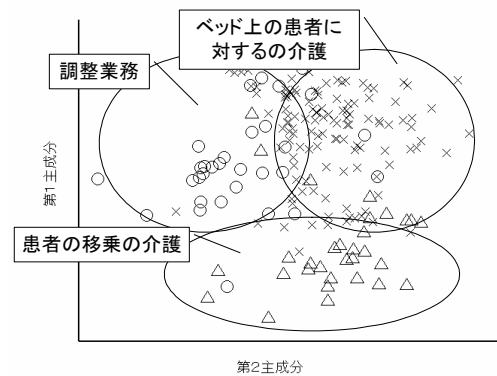 ベッド上の患者に
対するの介護
調整業務
第1主成分
患者の移乗の介護
第2主成分